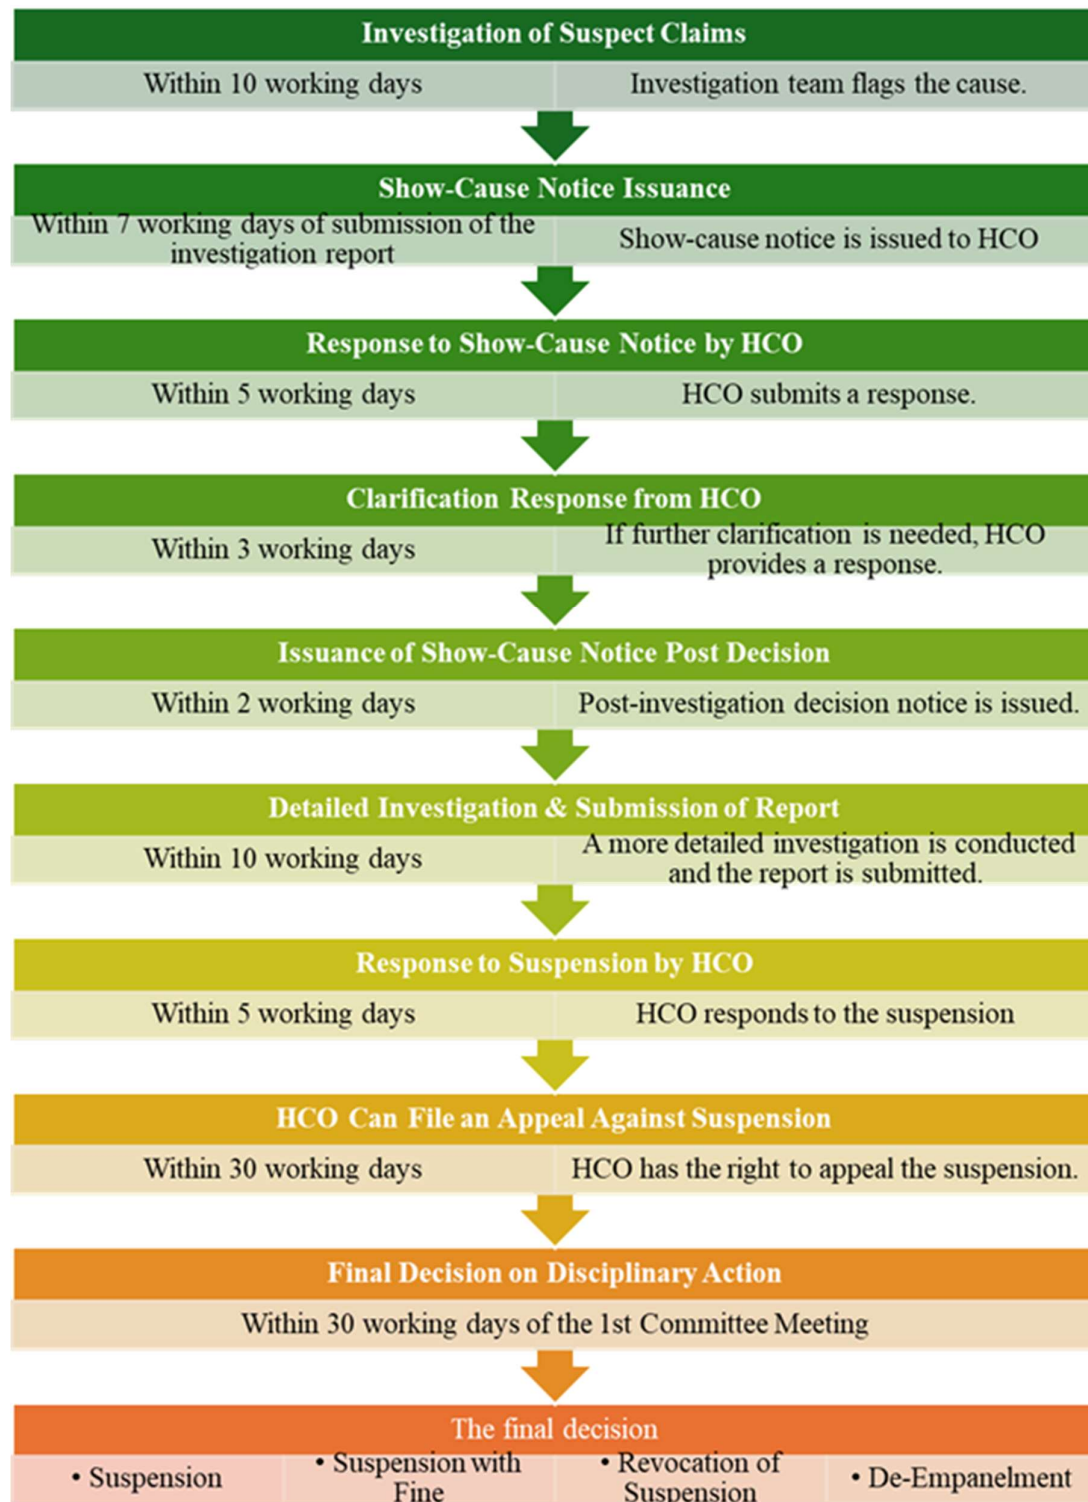 Investigation of Suspect Claims
Within 10 working days
Investigation team flags the cause.
Show-Cause Notice Issuance
Within 7 working days of submission of the
investigation report
Show-cause notice is issued to HCO
Response to Show-Cause Notice by HCO
Within 5 working days
HCO submits a response.
Clarification Response from HCO
Within 3 working days
If further clarification is needed, HCO
provides a response.
Issuance of Show-Cause Notice Post Decision
Within 2 working days
Post-investigation decision notice is issued.
Detailed Investigation & Submission of Report
Within 10 working days
A more detailed investigation is conducted
and the report is submitted.
Response to Suspension by HCO
Within 5 working days
HCO responds to the suspension
HCO Can File an Appeal Against Suspension
Within 30 working days
HCO has the right to appeal the suspension.
Final Decision on Disciplinary Action
Within 30 working days of the 1st Committee Meeting
The final decision
• Suspension
• Suspension with
Fine
• Revocation of
Suspension
• De-Empanelment